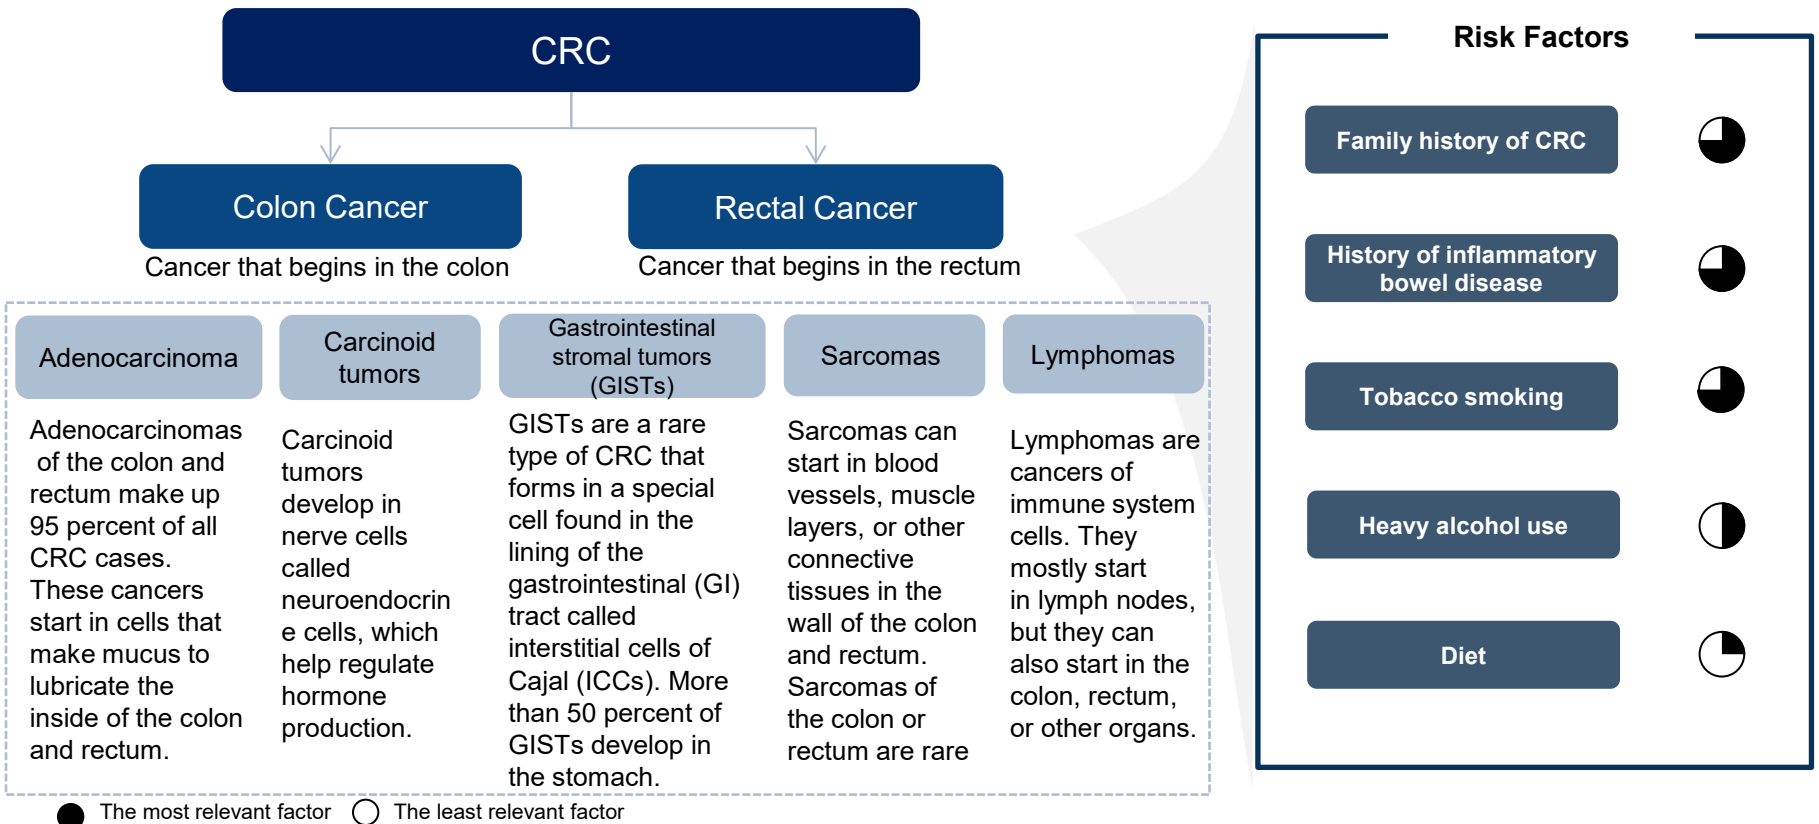 CRC
Colon Cancer
Rectal Cancer
Cancer that begins in the colon
Cancer that begins in the rectum
Adenocarcinoma
Adenocarcinomas
of the colon and
rectum make up
95 percent of all
CRC cases.
These cancers
start in cells that
make mucus to
lubricate the
inside of the colon
and rectum.
Carcinoid
tumors
Carcinoid
tumors
develop in
nerve cells
called
neuroendocrin
e cells, which
help regulate
hormone
production.
Gastrointestinal
stromal tumors
(GISTs)
GISTs are a rare
type of CRC that
forms in a special
cell found in the
lining of the
gastrointestinal (GI)
tract called
interstitial cells of
Cajal (ICCs). More
than 50 percent of
GISTs develop in
the stomach.
Sarcomas
Sarcomas can
start in blood
vessels, muscle
layers, or other
connective
tissues in the
wall of the colon
and rectum.
Sarcomas of
the colon or
rectum are rare
Lymphomas
Lymphomas are
cancers of
immune system
cells. They
mostly start
in lymph nodes,
but they can
also start in the
colon, rectum,
or other organs.
The most relevant factor
The least relevant factor
Risk Factors
Family history of CRC
History of inflammatory
bowel disease
Tobacco smoking
Heavy alcohol use
Diet